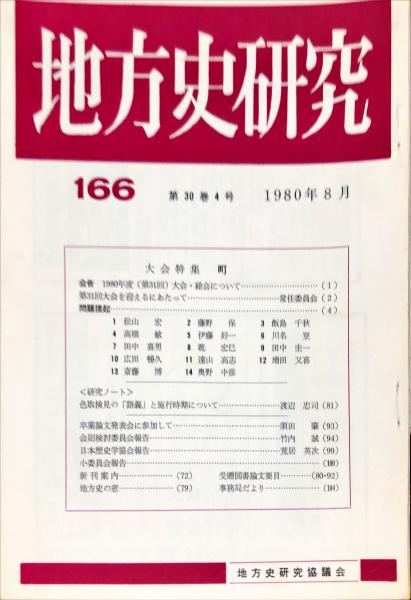 地方史研究
166 第30巻4号 1980年8月
大会特集 町
会告 1980年度(第31回)大会・総会について……(1)
第31回大会を迎えるにあたって……常任委員会(2)
問題提起……(4)
1 松山 宏 2 藤野 保 3 飯島 千秋
4 高橋 敏 5 伊藤 好一 6 川名 登
7 田中 喜男 8 乾 宏巳 9 田中 圭一
10 広田 暢久 11 遠山 高志 12 増田 又喜
13 斎藤 博 14 奥野 中彦
<研究ノート>
色取検見の「語義」と施行時期について……渡辺 忠司(81)
卒業論文発表会に参加して……須田 肇(93)
会則検討委員会報告……竹内 誠(94)
日本歴史学協会報告……荒居 英次(99)
小委員会報告……(100)
新刊案内……(72) 受贈図書論文要目……(80・92)
地方史の窓……(79) 事務局だより……(104)
地方史研究協議会